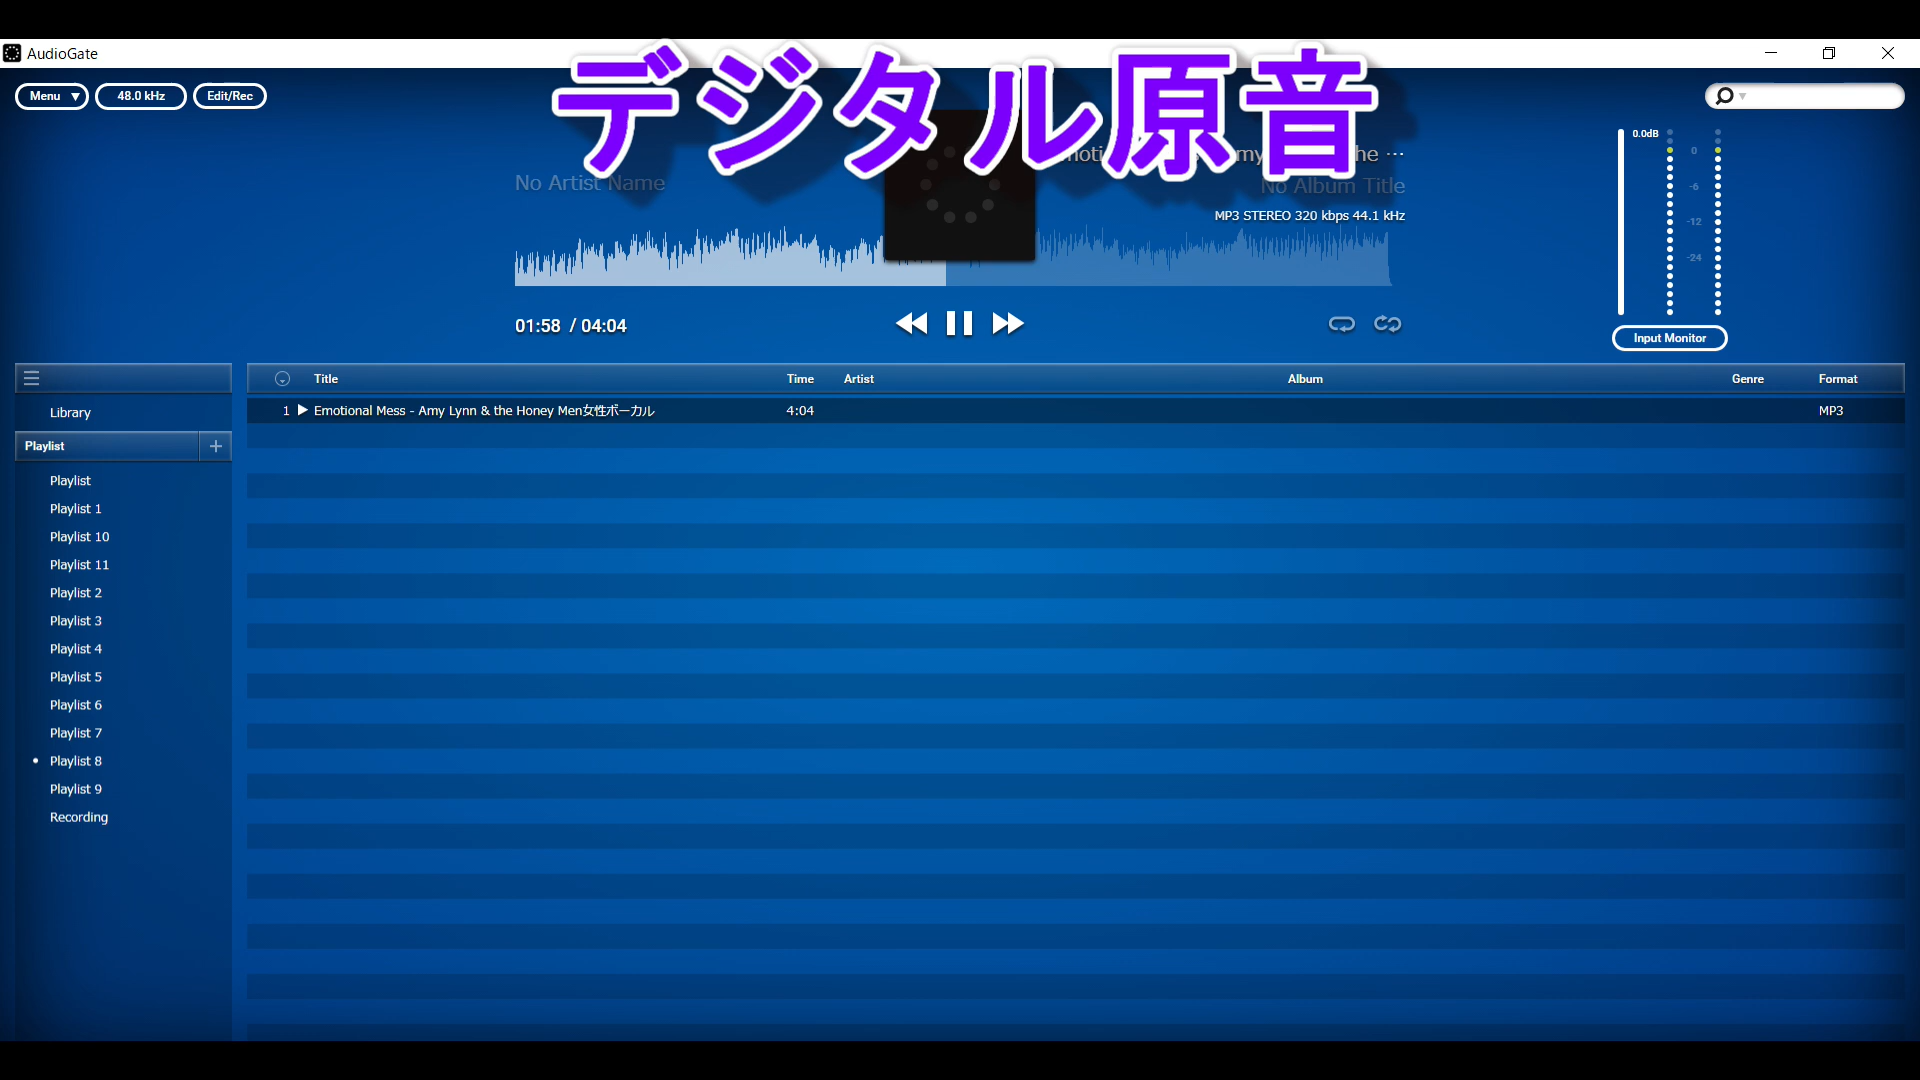 AudioGate
デジタル原音
Menu
48.0 kHz
Edit/Rec
No Artist Name
the ...
No Album Title
MP3 STEREO 320 kbps 44.1 kHz
0.0dB
0
-6
-12
-24
01:58 / 04:04
Input Monitor
Title Time Artist Album Genre Format
Library
1 Emotional Mess - Amy Lynn & the Honey Men女性ボーカル 4:04 MP3
Playlist +
Playlist
Playlist 1
Playlist 10
Playlist 11
Playlist 2
Playlist 3
Playlist 4
Playlist 5
Playlist 6
Playlist 7
Playlist 8
Playlist 9
Recording